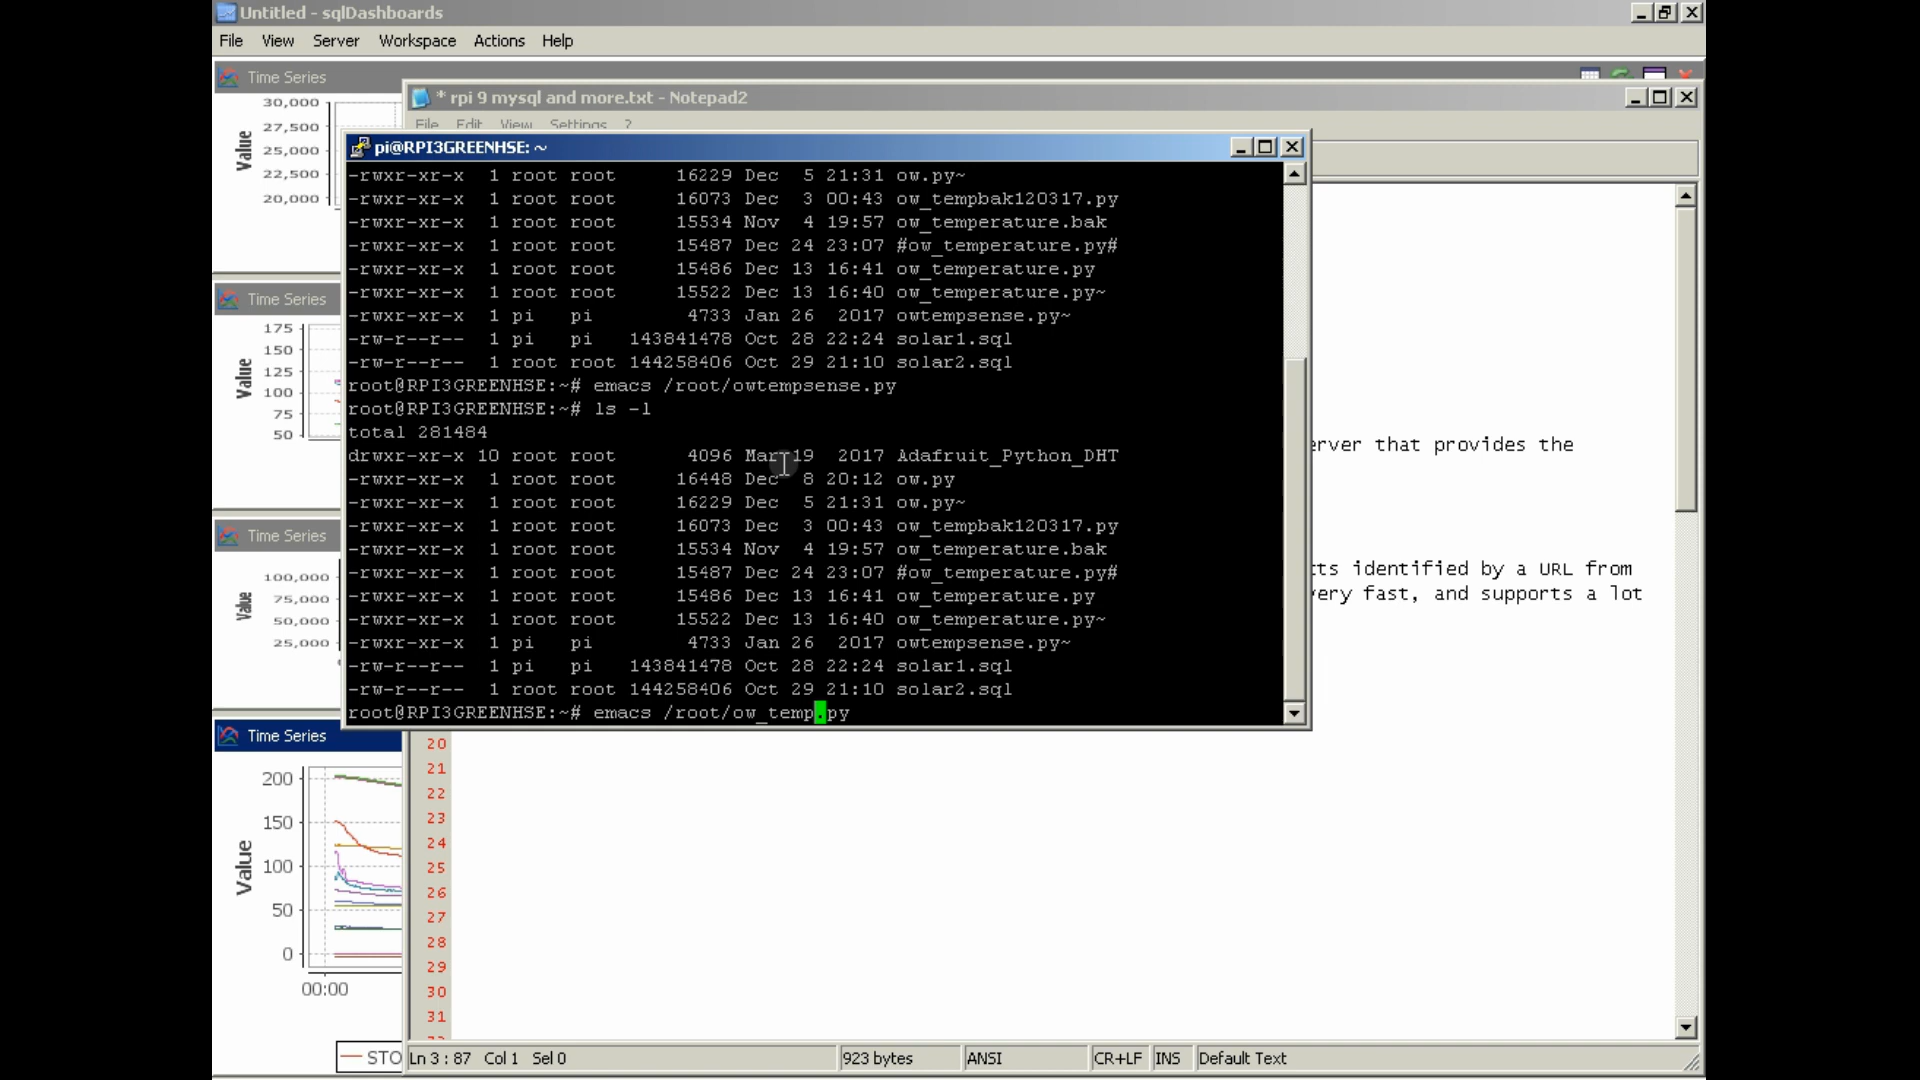 Untitled - sqlDashboards
File View Server Workspace Actions Help
Time Series
* rpi 9 mysql and more.txt - Notepad2
File Edit View Settings ?
30,000
27,500
25,000
22,500
20,000
Value
pi@RPI3GREENHSE: ~
-rwxr-xr-x 1 root root 16229 Dec 5 21:31 ow.py~
-rwxr-xr-x 1 root root 16073 Dec 3 00:43 ow_tempbak120317.py
-rwxr-xr-x 1 root root 15534 Nov 4 19:57 ow_temperature.bak
-rwxr-xr-x 1 root root 15487 Dec 24 23:07 #ow_temperature.py#
-rwxr-xr-x 1 root root 15486 Dec 13 16:41 ow_temperature.py
-rwxr-xr-x 1 root root 15522 Dec 13 16:40 ow_temperature.py~
-rwxr-xr-x 1 pi pi 4733 Jan 26 2017 owtempsense.py~
-rw-r--r-- 1 pi pi 143841478 Oct 28 22:24 solar1.sql
-rw-r--r-- 1 root root 144258406 Oct 29 21:10 solar2.sql
root@RPI3GREENHSE:~# emacs /root/owtempsense.py
root@RPI3GREENHSE:~# ls -l
total 281484
drwxr-xr-x 10 root root 4096 Mar 19 2017 Adafruit_Python_DHT
-rwxr-xr-x 1 root root 16448 Dec 8 20:12 ow.py
-rwxr-xr-x 1 root root 16229 Dec 5 21:31 ow.py~
-rwxr-xr-x 1 root root 16073 Dec 3 00:43 ow_tempbak120317.py
-rwxr-xr-x 1 root root 15534 Nov 4 19:57 ow_temperature.bak
-rwxr-xr-x 1 root root 15487 Dec 24 23:07 #ow_temperature.py#
-rwxr-xr-x 1 root root 15486 Dec 13 16:41 ow_temperature.py
-rwxr-xr-x 1 root root 15522 Dec 13 16:40 ow_temperature.py~
-rwxr-xr-x 1 pi pi 4733 Jan 26 2017 owtempsense.py~
-rw-r--r-- 1 pi pi 143841478 Oct 28 22:24 solar1.sql
-rw-r--r-- 1 root root 144258406 Oct 29 21:10 solar2.sql
root@RPI3GREENHSE:~# emacs /root/ow_temp.py
Time Series
175
150
125
100
75
50
Value
Time Series
100,000
75,000
50,000
25,000
Value
erver that provides the
cts identified by a URL from
very fast, and supports a lot
Time Series
200
150
100
50
0
Value
00:00
STO
20
21
22
23
24
25
26
27
28
29
30
31
Ln 3 : 87 Col 1 Sel 0
923 bytes
ANSI
CR+LF
INS
Default Text